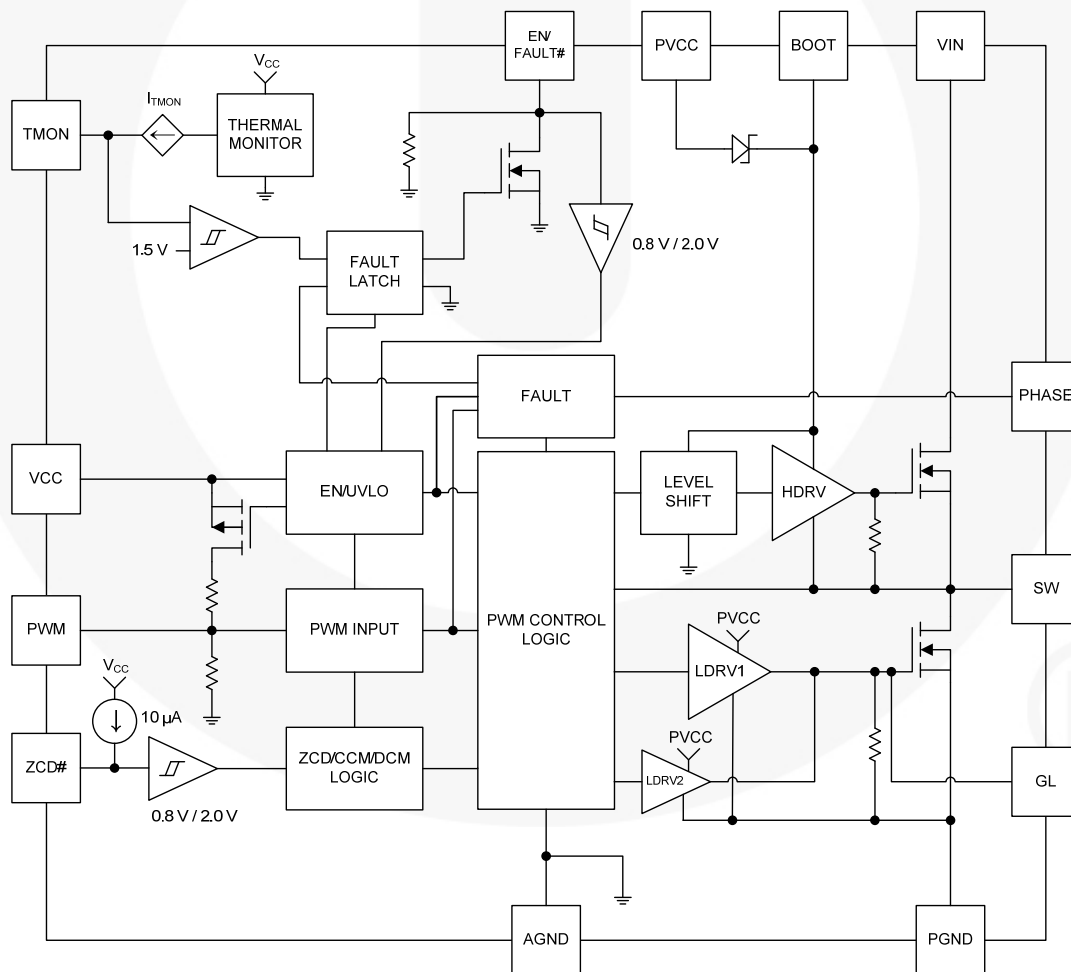 EN/
FAULT#
PVCC
BOOT
VIN
VCC
ITMON
TMON
THERMAL
MONITOR
1.5 V
FAULT
LATCH
0.8 V / 2.0 V
FAULT
PHASE
VCC
EN/UVLO
LEVEL
SHIFT
HDRV
SW
PWM
PWM INPUT
PWM CONTROL
LOGIC
PVCC
LDRV1
VCC
10 µA
ZCD#
ZCD/CCM/DCM
LOGIC
PVCC
LDRV2
GL
0.8 V / 2.0 V
AGND
PGND